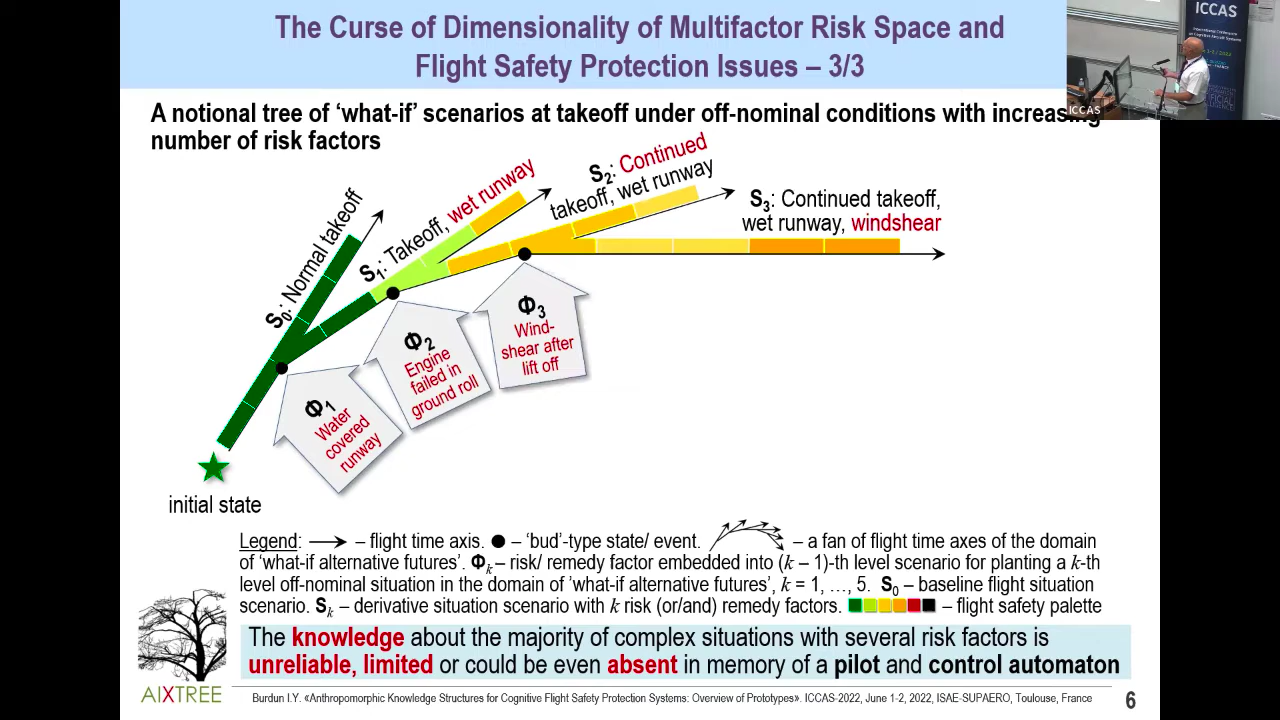 The Curse of Dimensionality of Multifactor Risk Space and
Flight Safety Protection Issues – 3/3
ICCAS
ICCAS
A notional tree of ‘what-if’ scenarios at takeoff under off-nominal conditions with increasing
number of risk factors
S0: Normal takeoff
S1: Takeoff, wet runway
S2: Continued
takeoff, wet runway
S3: Continued takeoff,
wet runway, windshear
Φ1
Water
covered
runway
Φ2
Engine
failed in
ground roll
Φ3
Wind-
shear after
lift off
initial state
Legend: – flight time axis. – ‘bud’-type state/ event. – a fan of flight time axes of the domain
of ‘what-if alternative futures’. Φk – risk/ remedy factor embedded into (k – 1)-th level scenario for planting a k-th
level off-nominal situation in the domain of ’what-if alternative futures’, k = 1, …, 5. S0 – baseline flight situation
scenario. Sk – derivative situation scenario with k risk (or/and) remedy factors. – flight safety palette
The knowledge about the majority of complex situations with several risk factors is
unreliable, limited or could be even absent in memory of a pilot and control automaton
AIXTREE
Burdun I.Y. «Anthropomorphic Knowledge Structures for Cognitive Flight Safety Protection Systems: Overview of Prototypes». ICCAS-2022, June 1-2, 2022, ISAE-SUPAERO, Toulouse, France
6